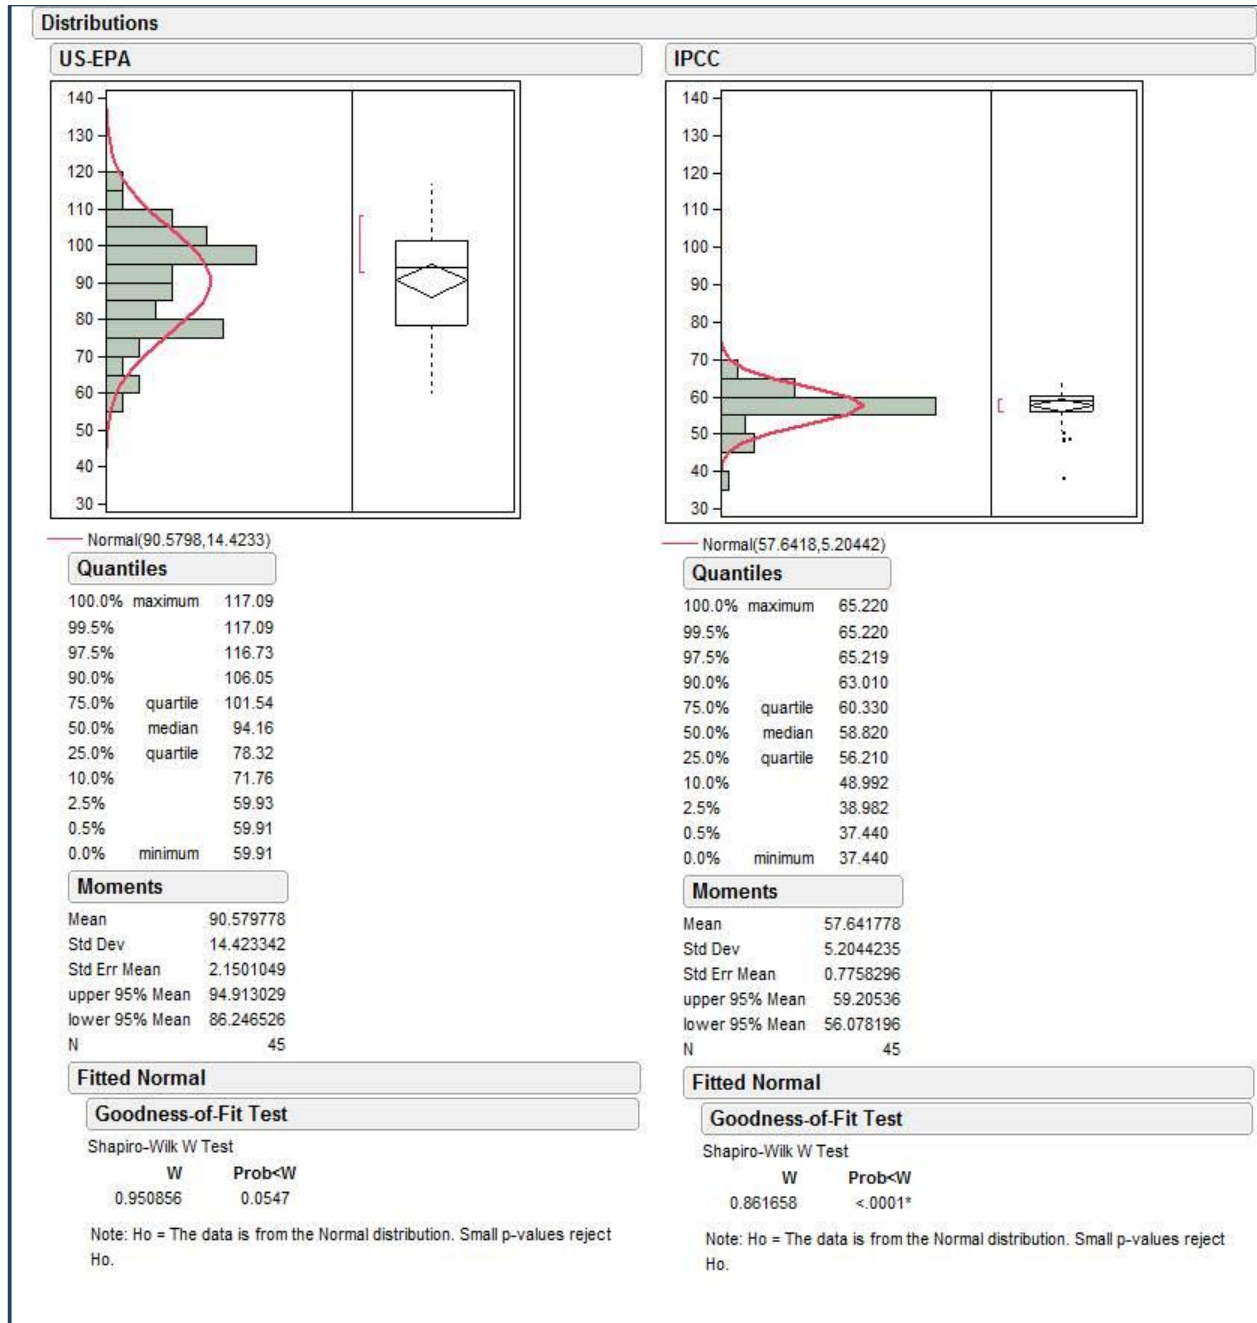 Distributions
US-EPA
140
130
120
110
100
90
80
70
60
50
40
30
Normal(90.5798,14.4233)
Quantiles
100.0% maximum 117.09
99.5% 117.09
97.5% 116.73
90.0% 106.05
75.0% quartile 101.54
50.0% median 94.16
25.0% quartile 78.32
10.0% 71.76
2.5% 59.93
0.5% 59.91
0.0% minimum 59.91
Moments
Mean 90.579778
Std Dev 14.423342
Std Err Mean 2.1501049
upper 95% Mean 94.913029
lower 95% Mean 86.246526
N 45
Fitted Normal
Goodness-of-Fit Test
Shapiro-Wilk W Test
W Prob<W
0.950856 0.0547
Note: Ho = The data is from the Normal distribution. Small p-values reject
Ho.
IPCC
140
130
120
110
100
90
80
70
60
50
40
30
Normal(57.6418,5.20442)
Quantiles
100.0% maximum 65.220
99.5% 65.220
97.5% 65.219
90.0% 63.010
75.0% quartile 60.330
50.0% median 58.820
25.0% quartile 56.210
10.0% 48.992
2.5% 38.982
0.5% 37.440
0.0% minimum 37.440
Moments
Mean 57.641778
Std Dev 5.2044235
Std Err Mean 0.7758296
upper 95% Mean 59.20536
lower 95% Mean 56.078196
N 45
Fitted Normal
Goodness-of-Fit Test
Shapiro-Wilk W Test
W Prob<W
0.861658 <.0001*
Note: Ho = The data is from the Normal distribution. Small p-values reject
Ho.